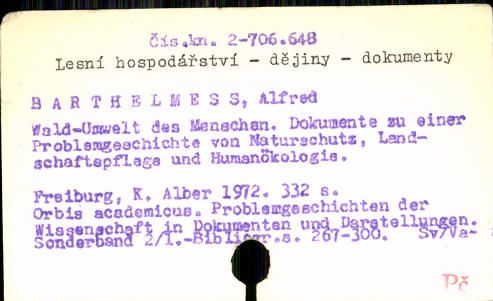 Čís.kn. 2-706.648
Lesní hospodářství - dějiny - dokumenty
BARTHELMESS, Alfred
Wald-Umwelt des Menschen. Dokumente zu einer
Problemgeschichte von Naturschutz, Land-
schaftspflege und Humanökologie.
Freiburg, K. Alber 1972. 332 s.
Orbis academicus. Problemgeschichten der
Wissenschaft in Dokumenten und Darstellungen.
Sonderband 2/1.-Bibliogr.s. 267-300. Sv/Va-
Pč